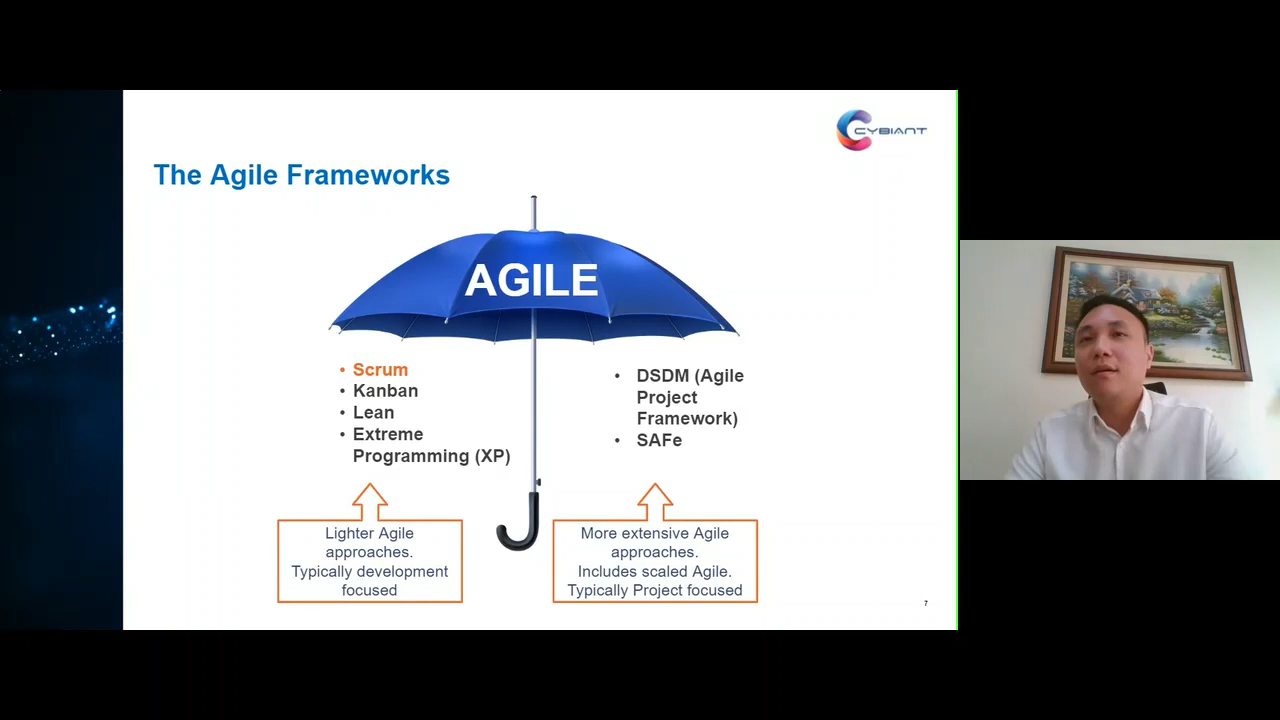 CYBIANT
The Agile Frameworks
AGILE
• Scrum
• Kanban
• Lean
• Extreme
Programming (XP)
• DSDM (Agile
Project
Framework)
• SAFe
Lighter Agile
approaches.
Typically development
focused
More extensive Agile
approaches.
Includes scaled Agile.
Typically Project focused
7